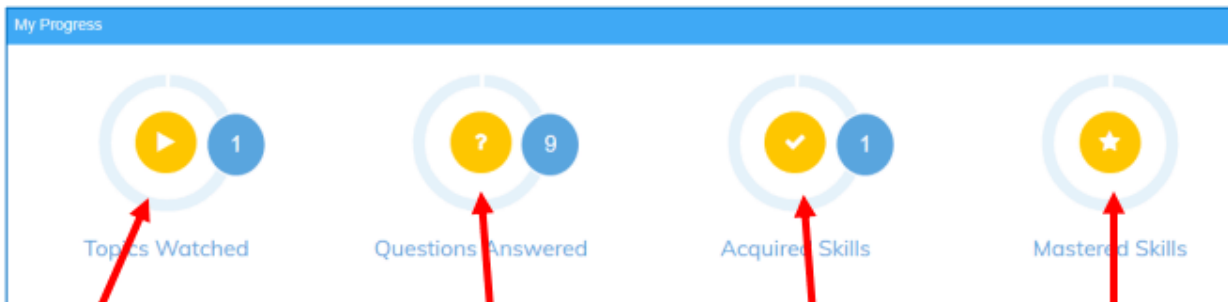 My Progress
1
? 9
1
Topics Watched
Questions Answered
Acquired Skills
Mastered Skills